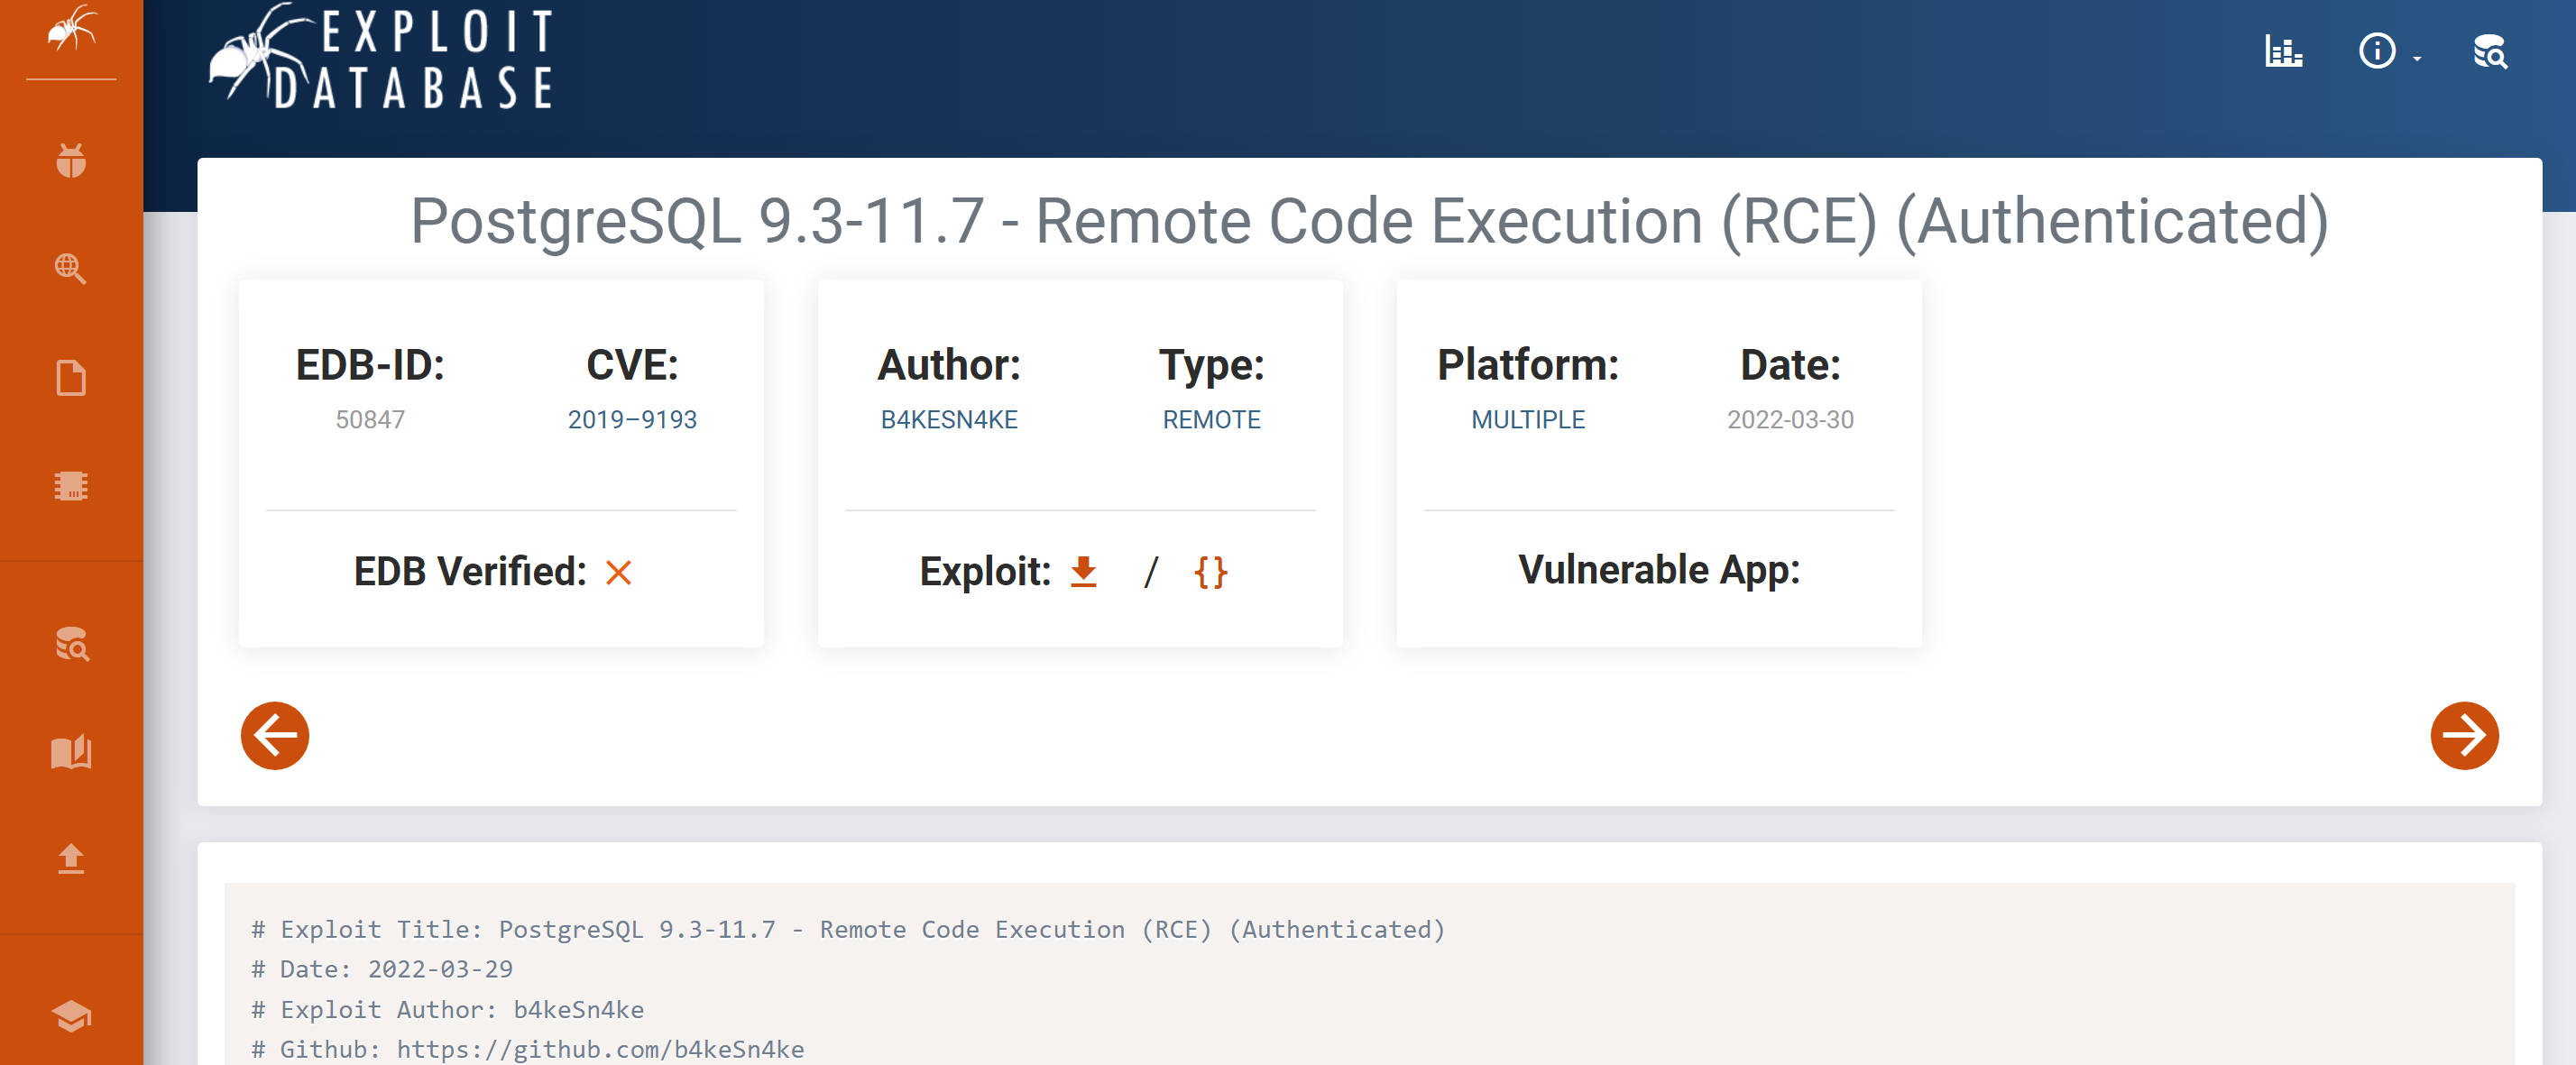 EXPLOIT
DATABASE
PostgreSQL 9.3-11.7 - Remote Code Execution (RCE) (Authenticated)
EDB-ID:
50847
CVE:
2019-9193
EDB Verified:
Author:
B4KESN4KE
Type:
REMOTE
Exploit: / {}
Platform:
MULTIPLE
Date:
2022-03-30
Vulnerable App:
# Exploit Title: PostgreSQL 9.3-11.7 - Remote Code Execution (RCE) (Authenticated)
# Date: 2022-03-29
# Exploit Author: b4keSn4ke
# Github: https://github.com/b4keSn4ke